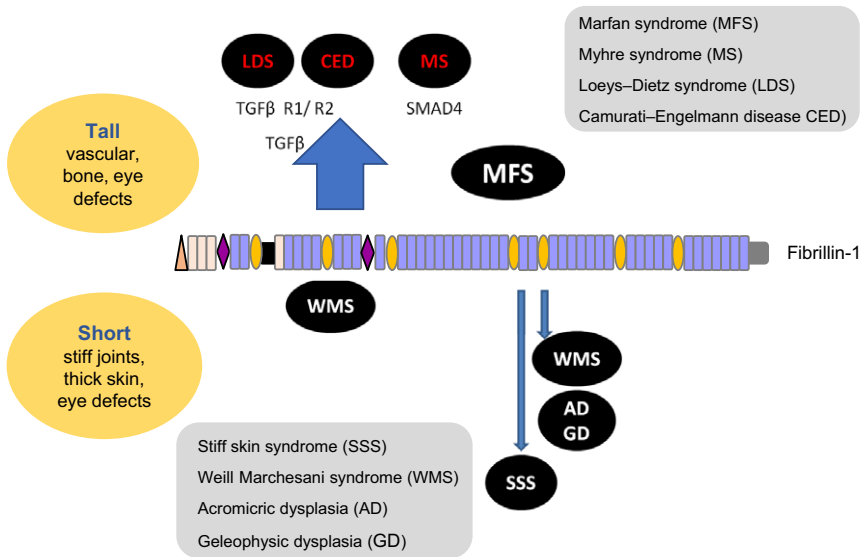 Marfan syndrome (MFS)
Myhre syndrome (MS)
Loeys–Dietz syndrome (LDS)
Camurati–Engelmann disease CED)
LDS
CED
MS
TGFβ R1/ R2
SMAD4
TGFβ
Tall
vascular,
bone, eye
defects
MFS
Fibrillin-1
WMS
Short
stiff joints,
thick skin,
eye defects
WMS
AD
GD
SSS
Stiff skin syndrome (SSS)
Weill Marchesani syndrome (WMS)
Acromicric dysplasia (AD)
Geleophysic dysplasia (GD)